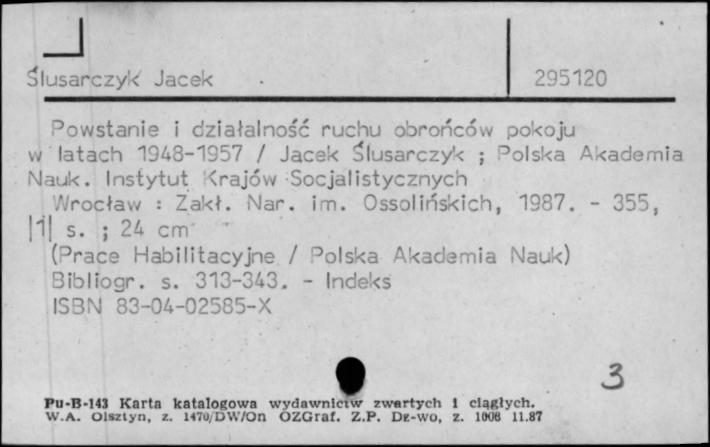 Ślusarczyk Jacek 295120
Powstanie i działalność ruchu obrońców pokoju
w latach 1948-1957 / Jacek Ślusarczyk ; Polska Akademia
Nauk. Instytut Krajów Socjalistycznych
Wrocław : Zakł. Nar. im. Ossolińskich, 1987. - 355,
|1| s. ; 24 cm
(Prace Habilitacyjne / Polska Akademia Nauk)
Bibliogr. s. 313-343. - Indeks
ISBN 83-04-02585-X
3
Pu-B-143 Karta katalogowa wydawnictw zwartych i ciągłych.
W.A. Olsztyn, z. 1470/DW/On OZGraf. Z.P. Dz-wo, z. 1008 11.87